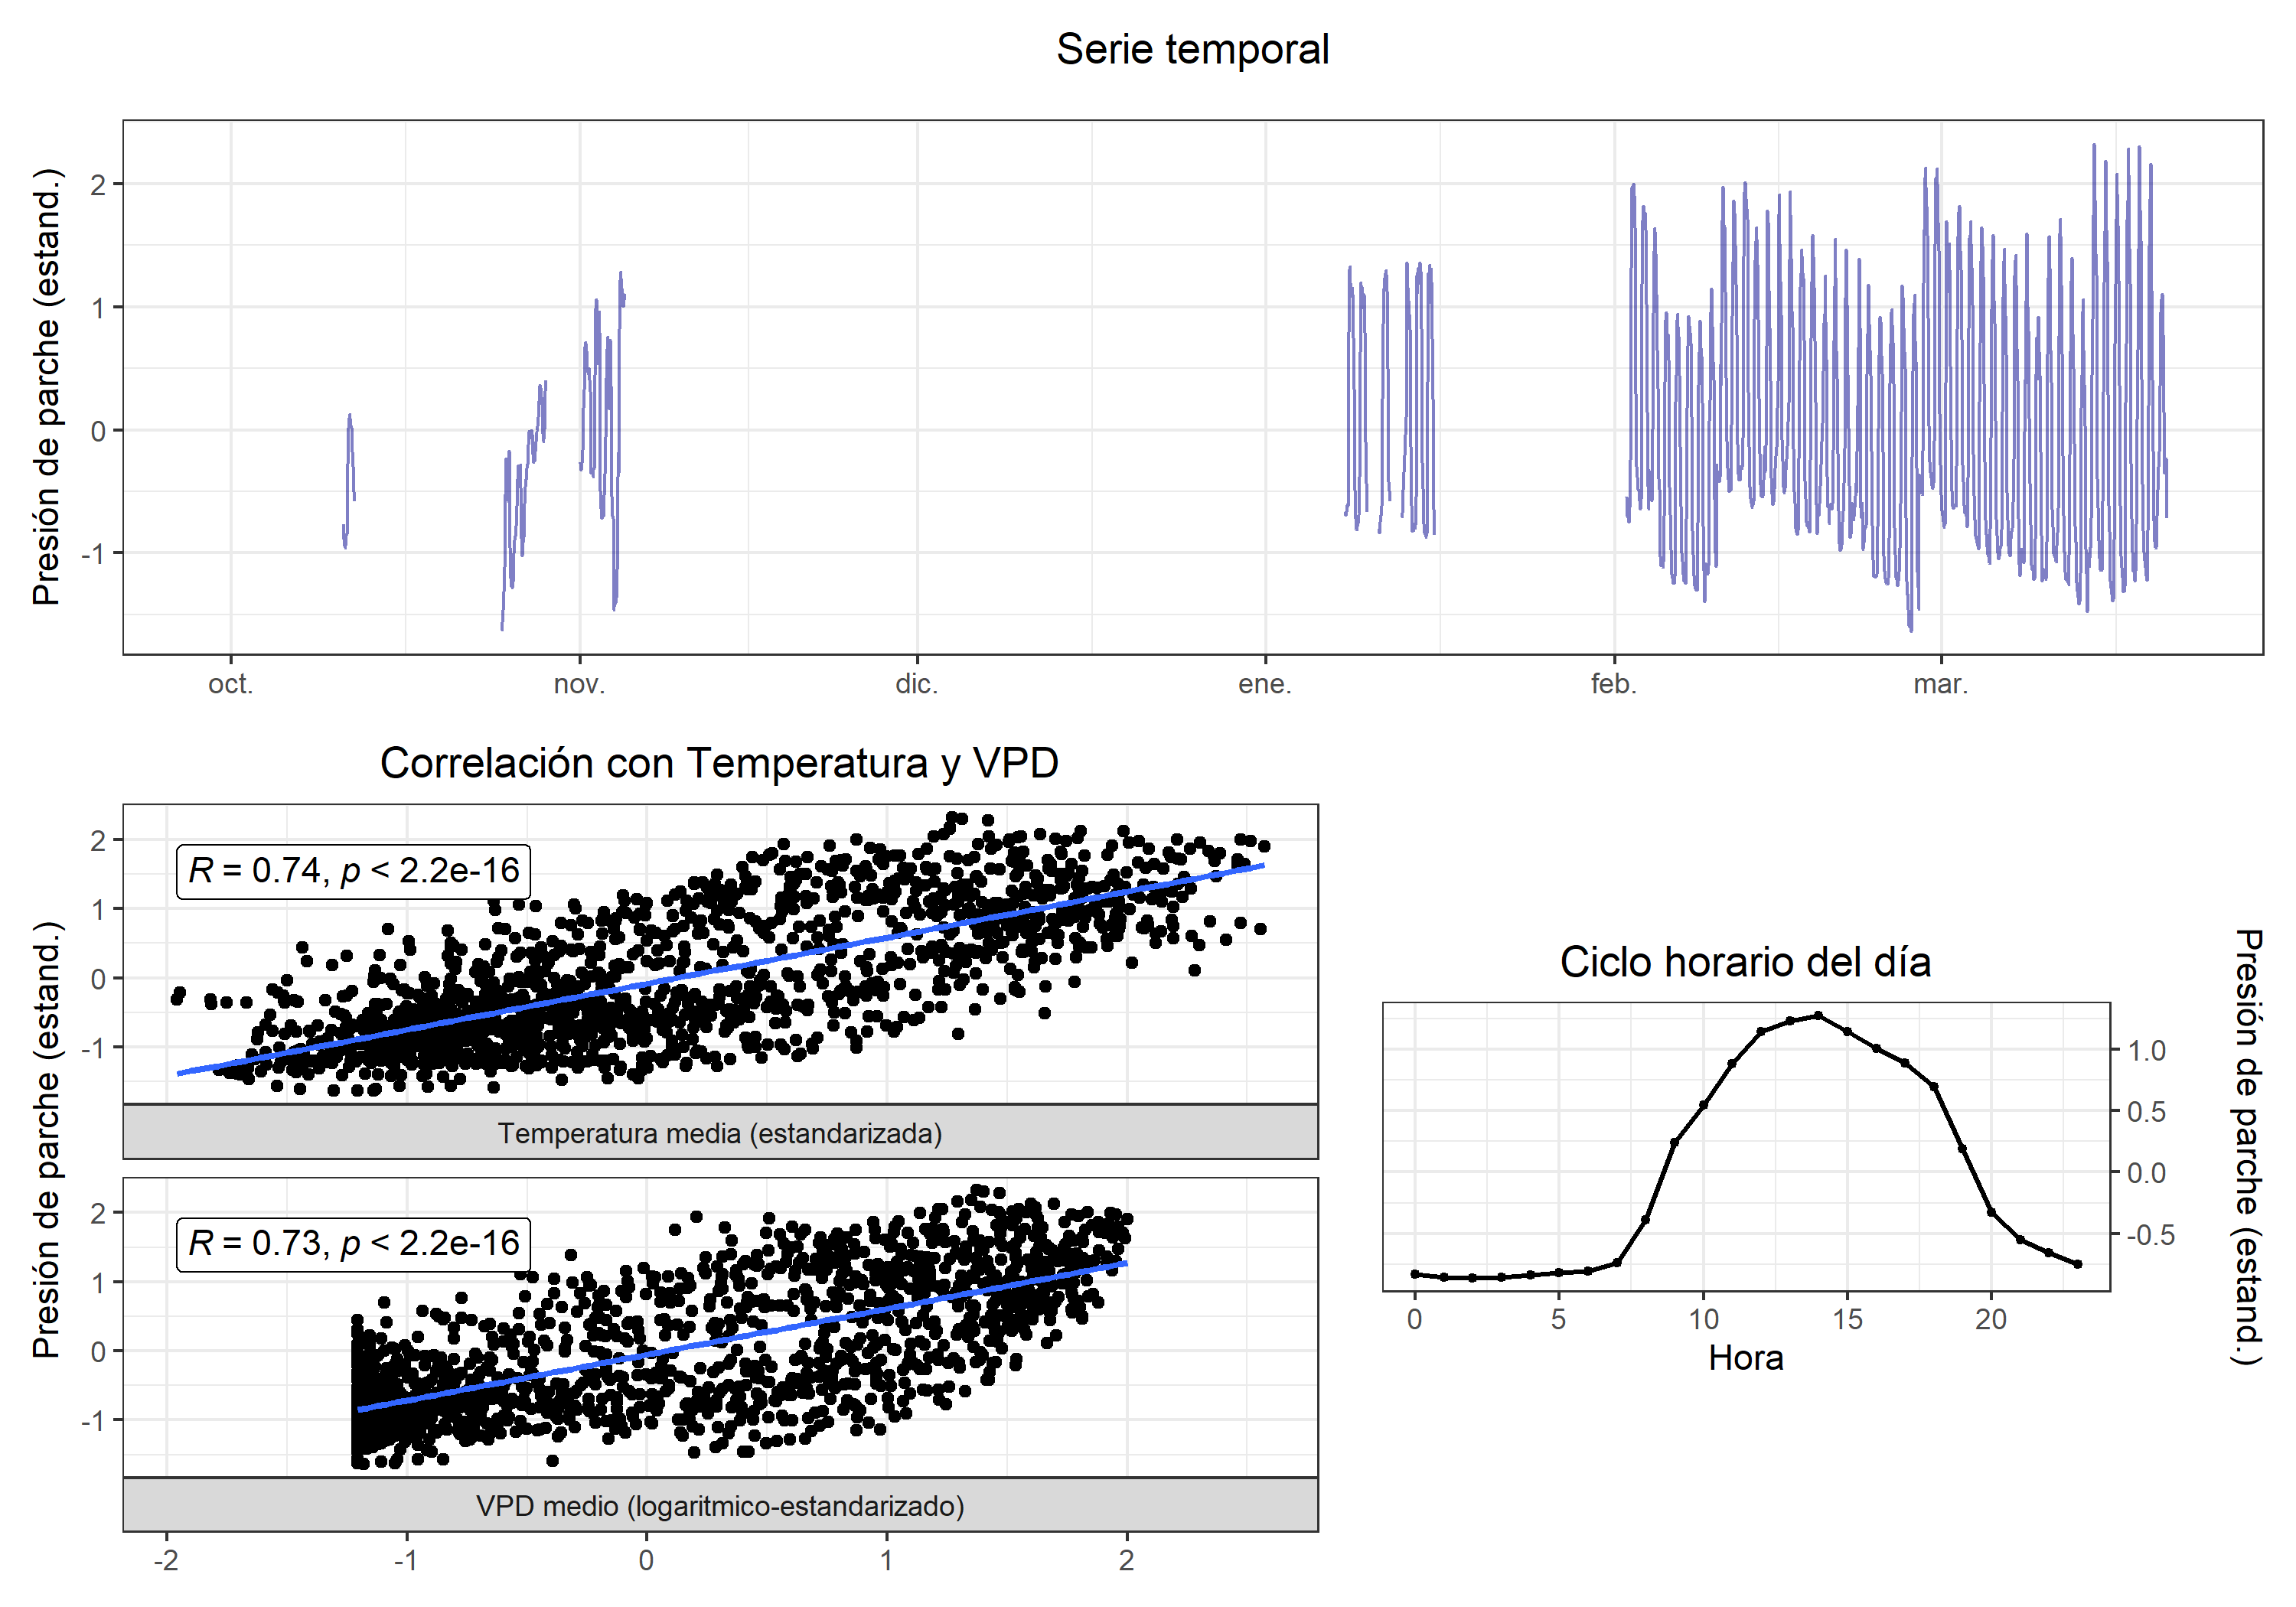 Serie temporal
Presión de parche (estand.)
2
1
0
-1
oct.
nov.
dic.
ene.
feb.
mar.
Correlación con Temperatura y VPD
Presión de parche (estand.)
2
1
0
-1
R = 0.74, p < 2.2e-16
Temperatura media (estandarizada)
2
1
0
-1
R = 0.73, p < 2.2e-16
VPD medio (logaritmico-estandarizado)
-2
-1
0
1
2
Ciclo horario del día
1.0
0.5
0.0
-0.5
Presión de parche (estand.)
0
5
10
15
20
Hora